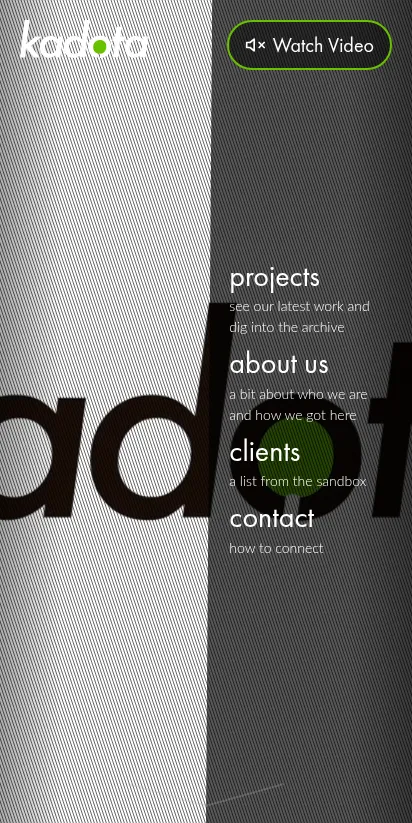 kadota
Watch Video
projects
see our latest work and
dig into the archive
about us
a bit about who we are
and how we got here
clients
a list from the sandbox
contact
how to connect
adot